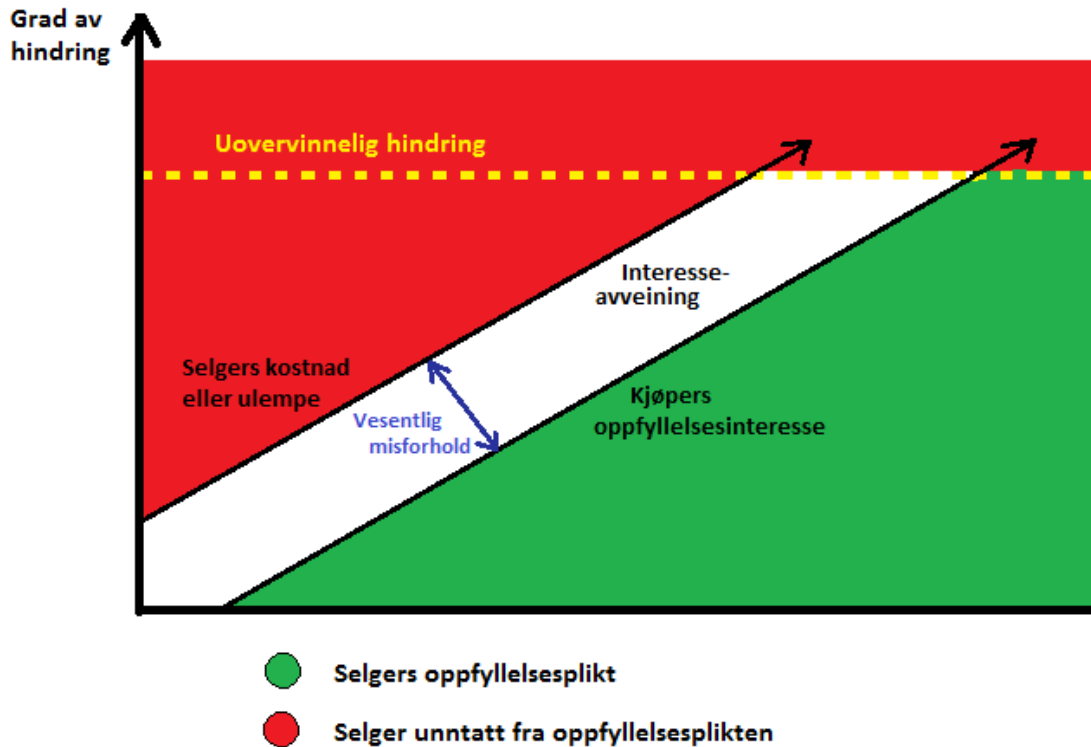 Grad av
hindring
Uovervinnelig hindring
Interesse-
avveining
Selgers kostnad
eller ulempe
Vesentlig
misforhold
Kjøpers
oppfyllelsesinteresse
Selgers oppfyllelsesplikt
Selger unntatt fra oppfyllelsesplikten